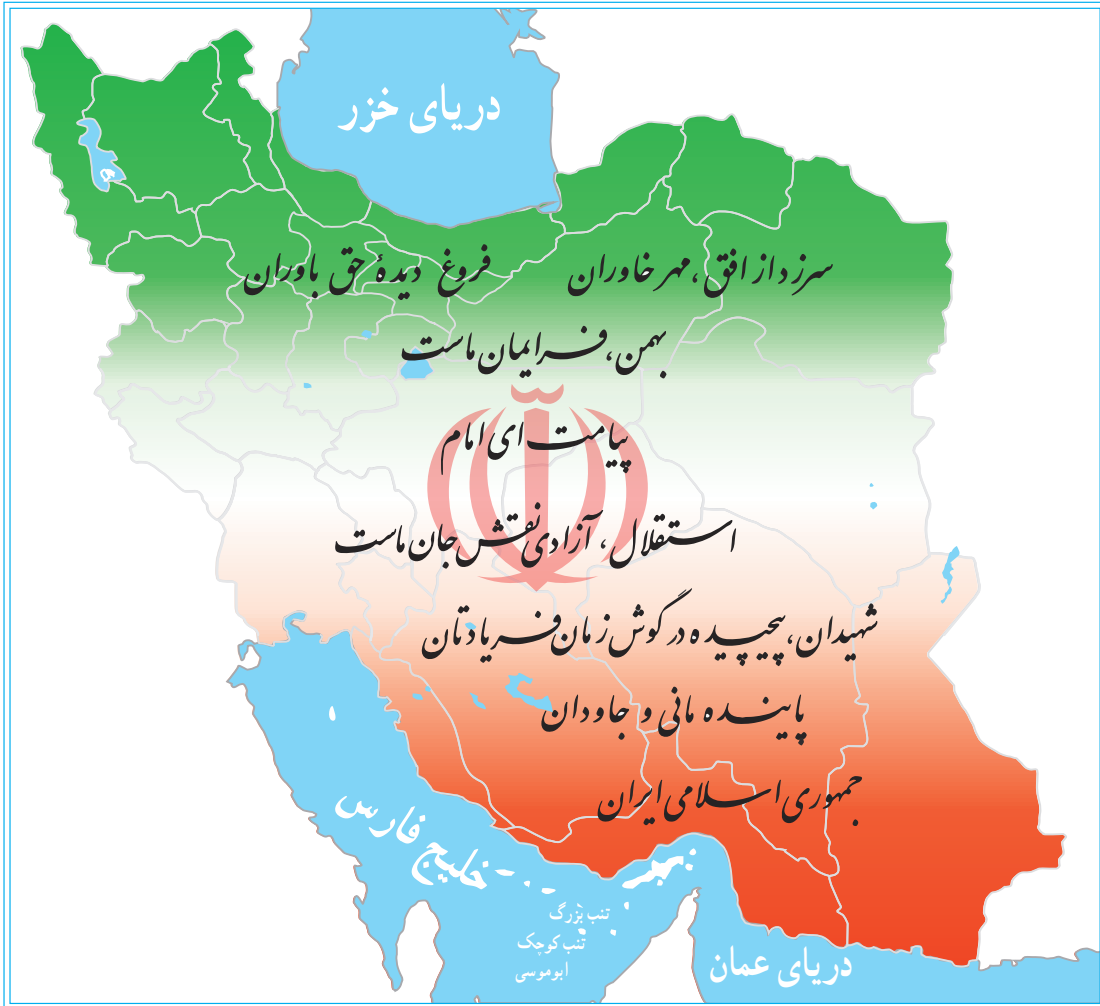 دریای خزر
سرزد از افق، مهر خاوران    فروغ دیدهٔ حق باوران
بهمن، فرّ ایمان ماست
پیامت ای امام
استقلال، آزادی نقش جان ماست
شهیدان، پیچیده در گوش زمان فریادتان
پاینده مانی و جاودان
جمهوری اسلامی ایران
خلیج فارس
تنب بزرگ
تنب کوچک
ابوموسی
دریای عمان